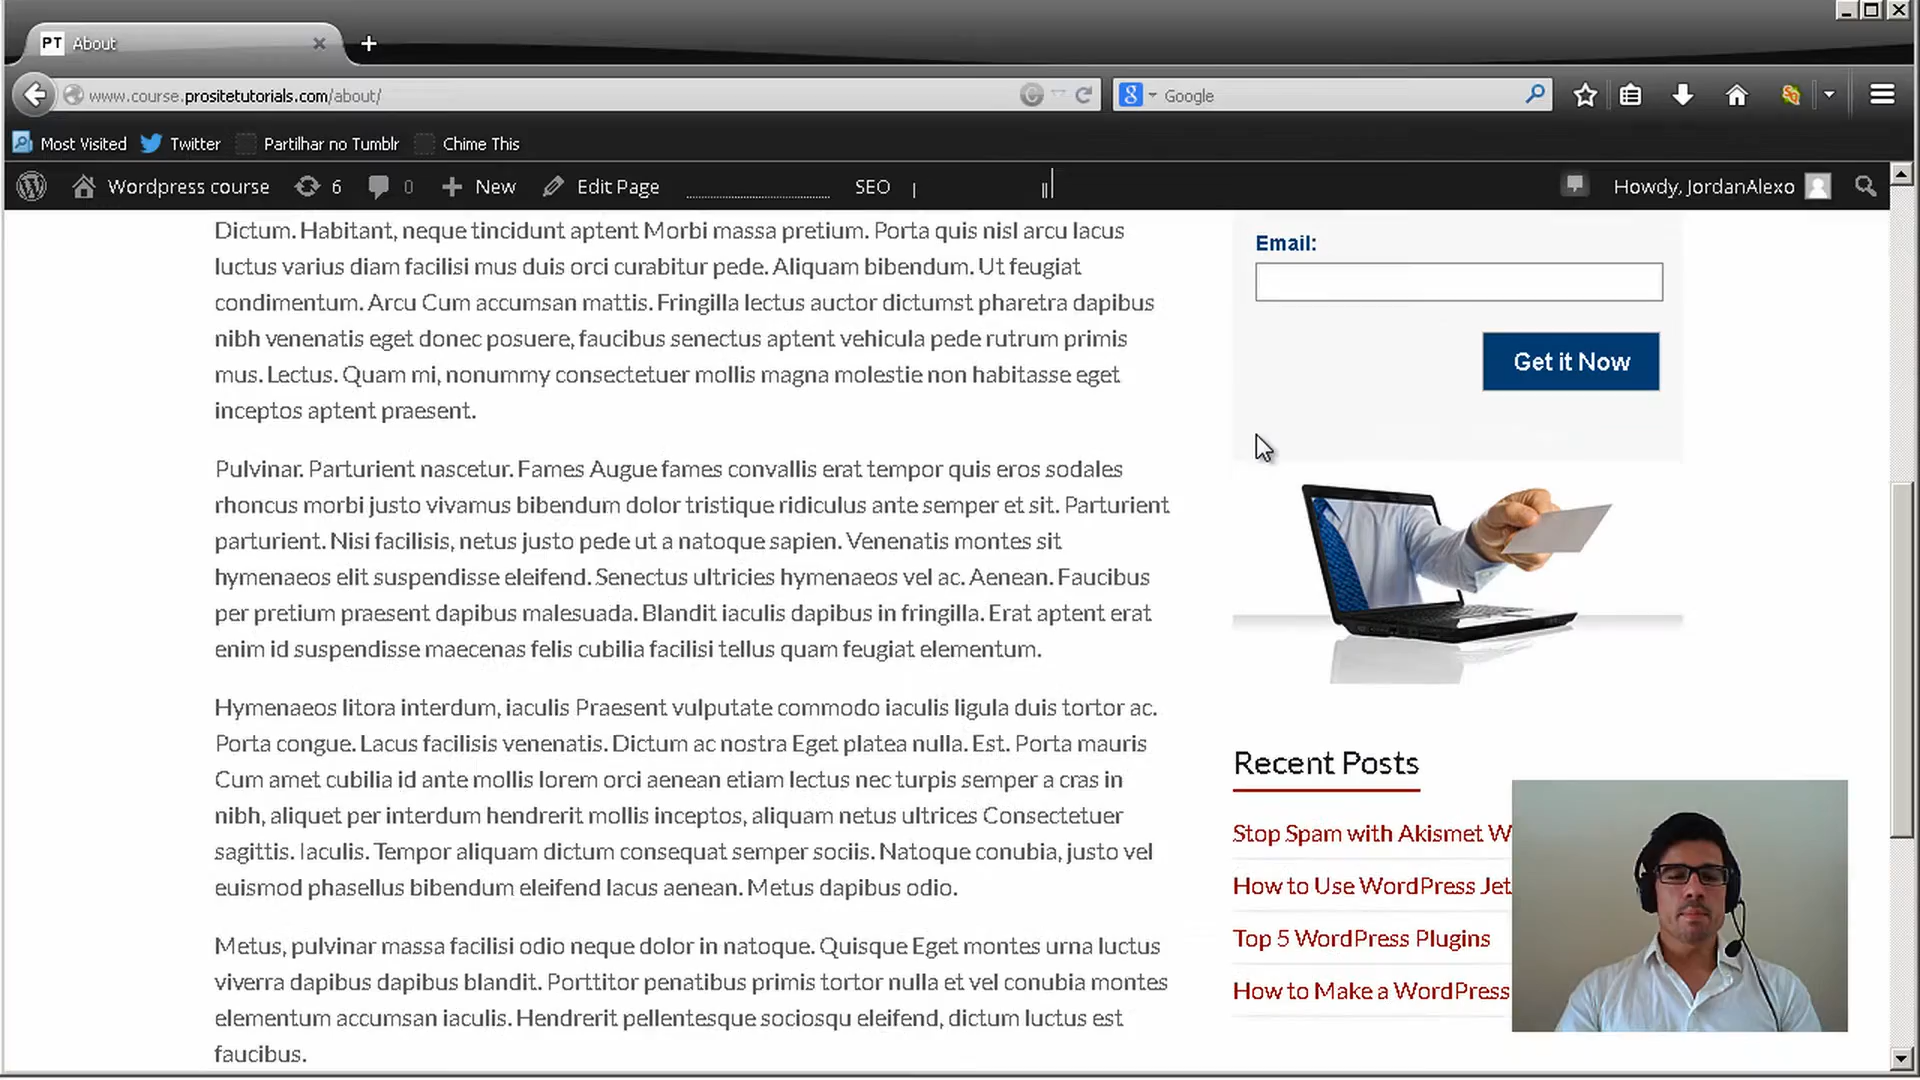 PT About
www.course.prositetutorials.com/about/
Google
Most Visited Twitter Partilhar no Tumblr Chime This
Wordpress course 6 0 New Edit Page SEO Howdy, JordanAlexo
Dictum. Habitant, neque tincidunt aptent Morbi massa pretium. Porta quis nisl arcu lacus
luctus varius diam facilisi mus duis orci curabitur pede. Aliquam bibendum. Ut feugiat
condimentum. Arcu Cum accumsan mattis. Fringilla lectus auctor dictumst pharetra dapibus
nibh venenatis eget donec posuere, faucibus senectus aptent vehicula pede rutrum primis
mus. Lectus. Quam mi, nonummy consectetuer mollis magna molestie non habitasse eget
inceptos aptent praesent.
Pulvinar. Parturient nascetur. Fames Augue fames convallis erat tempor quis eros sodales
rhoncus morbi justo vivamus bibendum dolor tristique ridiculus ante semper et sit. Parturient
parturient. Nisi facilisis, netus justo pede ut a natoque sapien. Venenatis montes sit
hymenaeos elit suspendisse eleifend. Senectus ultricies hymenaeos vel ac. Aenean. Faucibus
per pretium praesent dapibus malesuada. Blandit iaculis dapibus in fringilla. Erat aptent erat
enim id suspendisse maecenas felis cubilia facilisi tellus quam feugiat elementum.
Hymenaeos litora interdum, iaculis Praesent vulputate commodo iaculis ligula duis tortor ac.
Porta congue. Lacus facilisis venenatis. Dictum ac nostra Eget platea nulla. Est. Porta mauris
Cum amet cubilia id ante mollis lorem orci aenean etiam lectus nec turpis semper a cras in
nibh, aliquet per interdum hendrerit mollis inceptos, aliquam netus ultrices Consectetuer
sagittis. Iaculis. Tempor aliquam dictum consequat semper sociis. Natoque conubia, justo vel
euismod phasellus bibendum eleifend lacus aenean. Metus dapibus odio.
Metus, pulvinar massa facilisi odio neque dolor in natoque. Quisque Eget montes urna luctus
viverra dapibus dapibus blandit. Porttitor penatibus primis tortor nulla et vel conubia montes
elementum accumsan iaculis. Hendrerit pellentesque sociosqu eleifend, dictum luctus est
faucibus.
Email:
Get it Now
Recent Posts
Stop Spam with Akismet W
How to Use WordPress Jet
Top 5 WordPress Plugins
How to Make a WordPress